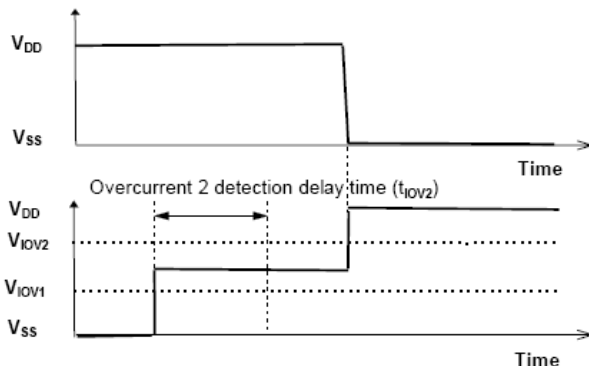 VDD
VSS
Time
Overcurrent 2 detection delay time (tIOV2)
VDD
VIOV2
VIOV1
VSS
Time